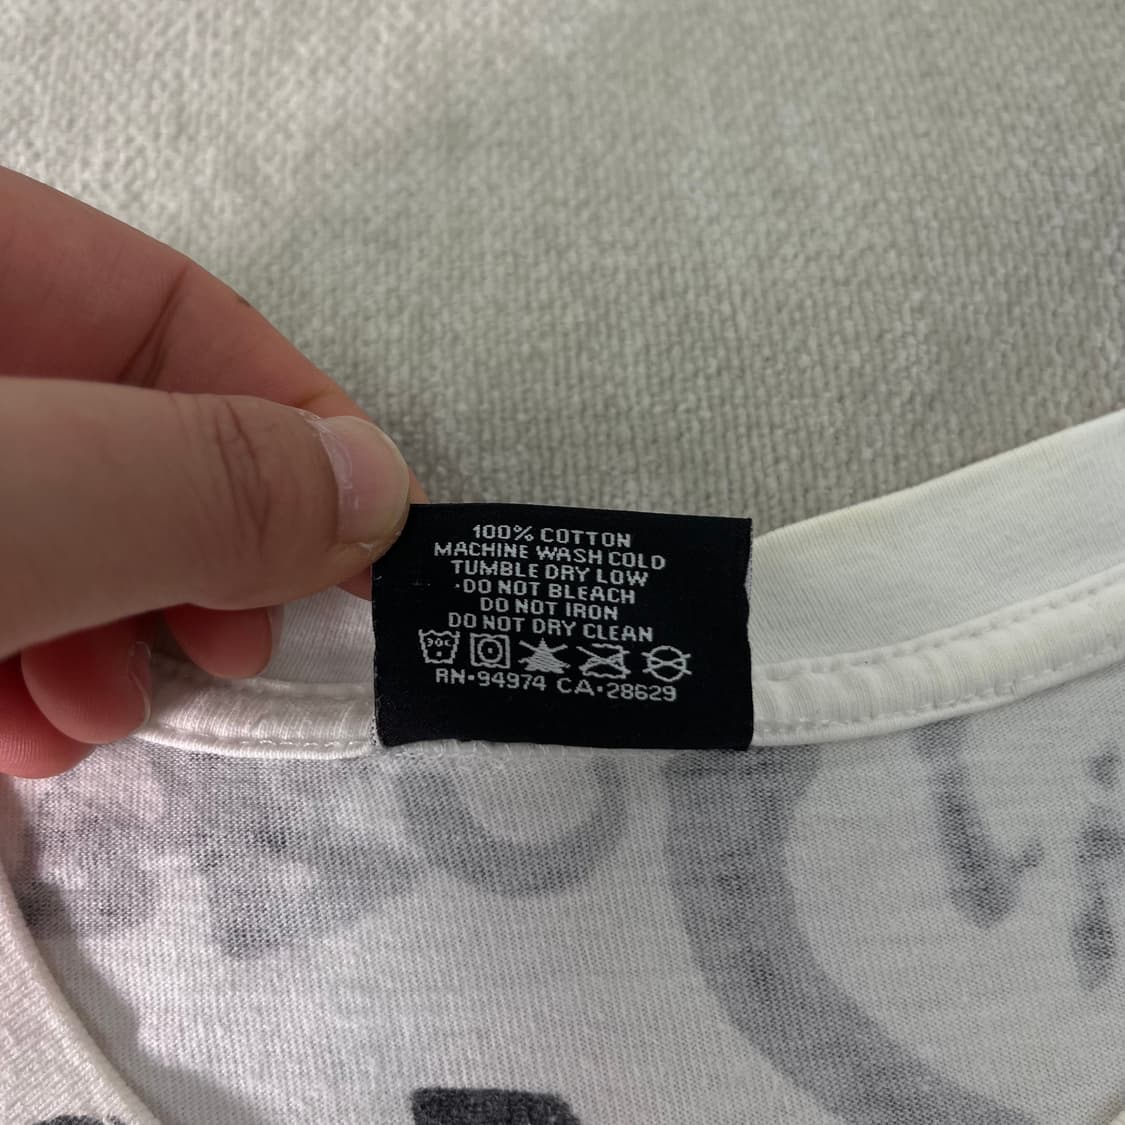 100% COTTON
MACHINE WASH COLD
TUMBLE DRY LOW
·DO NOT BLEACH
DO NOT IRON
DO NOT DRY CLEAN
30C
RN·94974 CA·28629